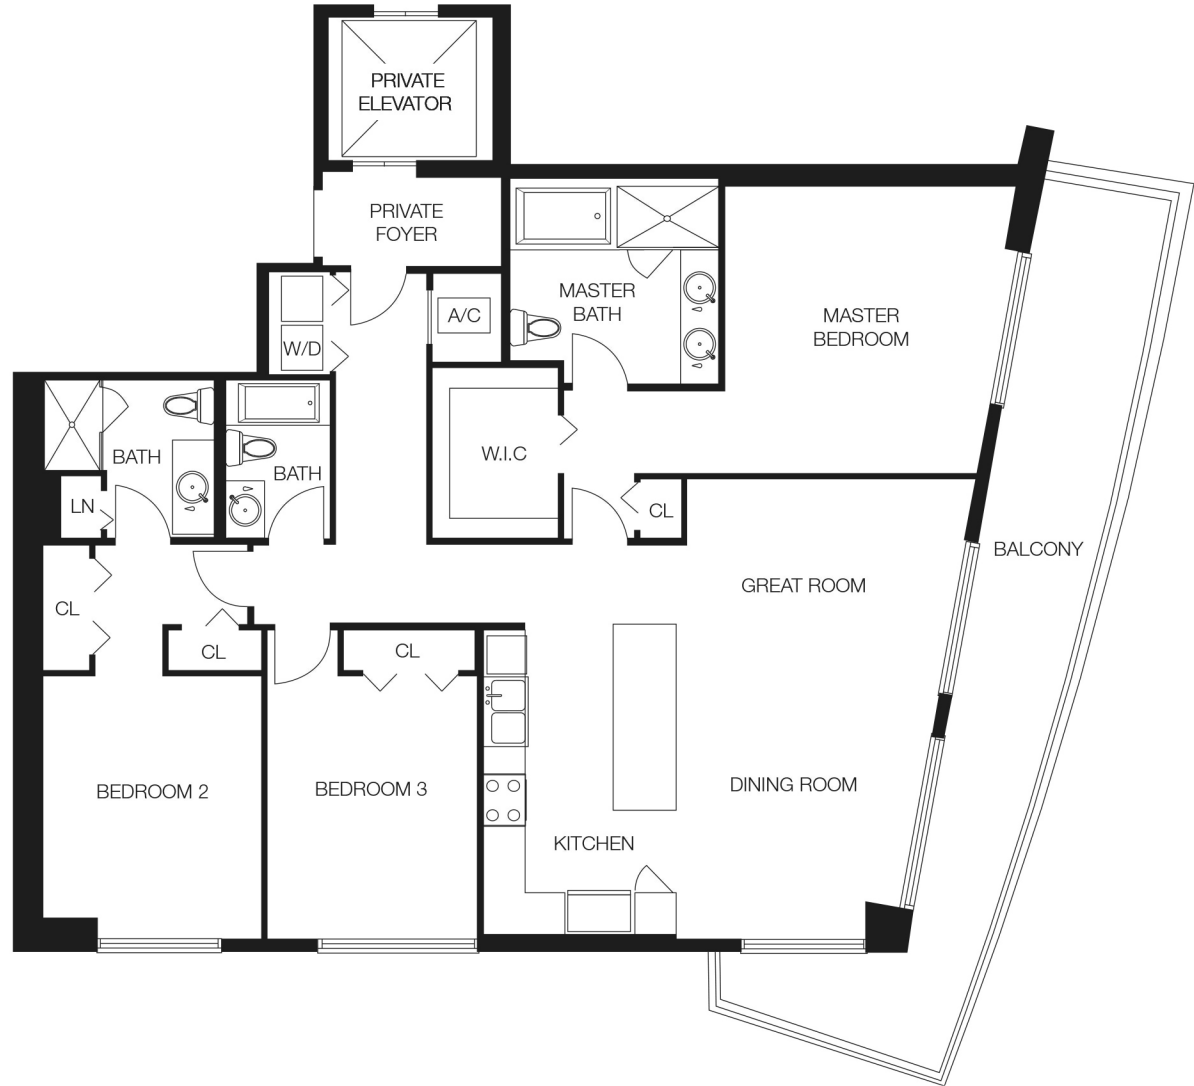 PRIVATE
ELEVATOR
PRIVATE
FOYER
MASTER
BATH
A/C
MASTER
BEDROOM
W/D
W.I.C
BATH
BATH
LN
CL
BALCONY
GREAT ROOM
CL
CL
CL
BEDROOM 2
BEDROOM 3
DINING ROOM
KITCHEN